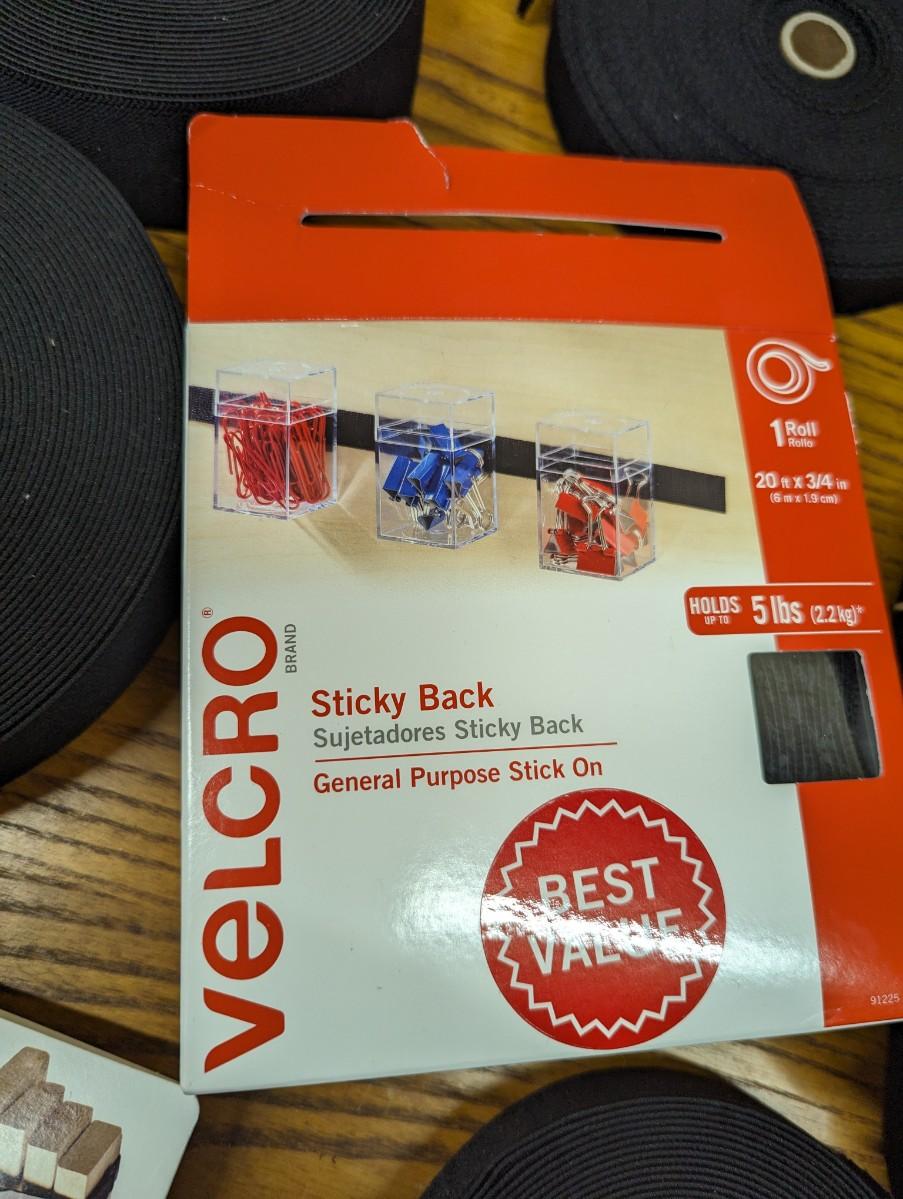 1 Roll
Rollo
20 ft x 3/4 in
(6 m x 1.9 cm)
HOLDS UP TO 5 lbs (2.2 kg)*
VELCRO®
BRAND
Sticky Back
Sujetadores Sticky Back
General Purpose Stick On
BEST
VALUE
91225